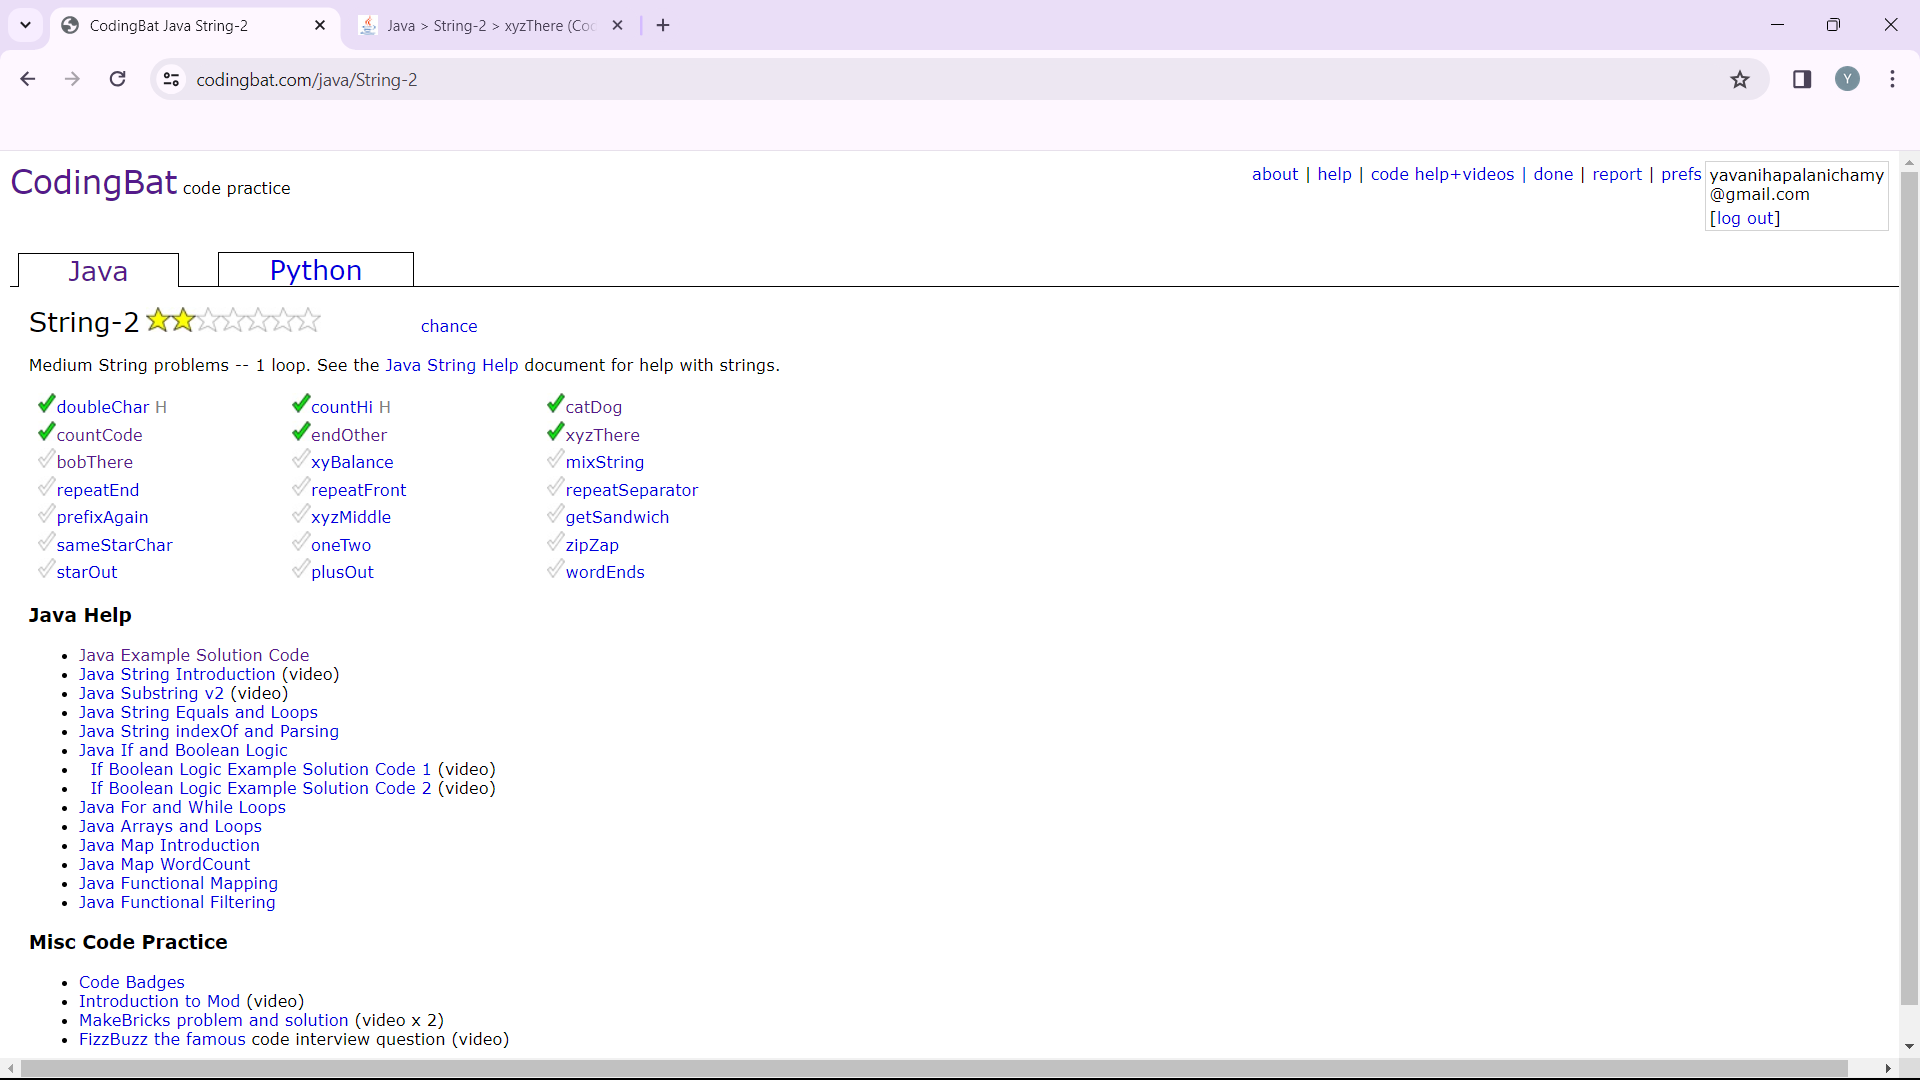 CodingBat Java String-2
Java > String-2 > xyzThere (Coc
codingbat.com/java/String-2
Y
CodingBat code practice
about | help | code help+videos | done | report | prefs
yavanihapalanichamy
@gmail.com
[log out]
Java
Python
String-2
chance
Medium String problems -- 1 loop. See the Java String Help document for help with strings.
doubleChar H countHi H catDog
countCode endOther xyzThere
bobThere xyBalance mixString
repeatEnd repeatFront repeatSeparator
prefixAgain xyzMiddle getSandwich
sameStarChar oneTwo zipZap
starOut plusOut wordEnds
Java Help
Java Example Solution Code
Java String Introduction (video)
Java Substring v2 (video)
Java String Equals and Loops
Java String indexOf and Parsing
Java If and Boolean Logic
If Boolean Logic Example Solution Code 1 (video)
If Boolean Logic Example Solution Code 2 (video)
Java For and While Loops
Java Arrays and Loops
Java Map Introduction
Java Map WordCount
Java Functional Mapping
Java Functional Filtering
Misc Code Practice
Code Badges
Introduction to Mod (video)
MakeBricks problem and solution (video x 2)
FizzBuzz the famous code interview question (video)